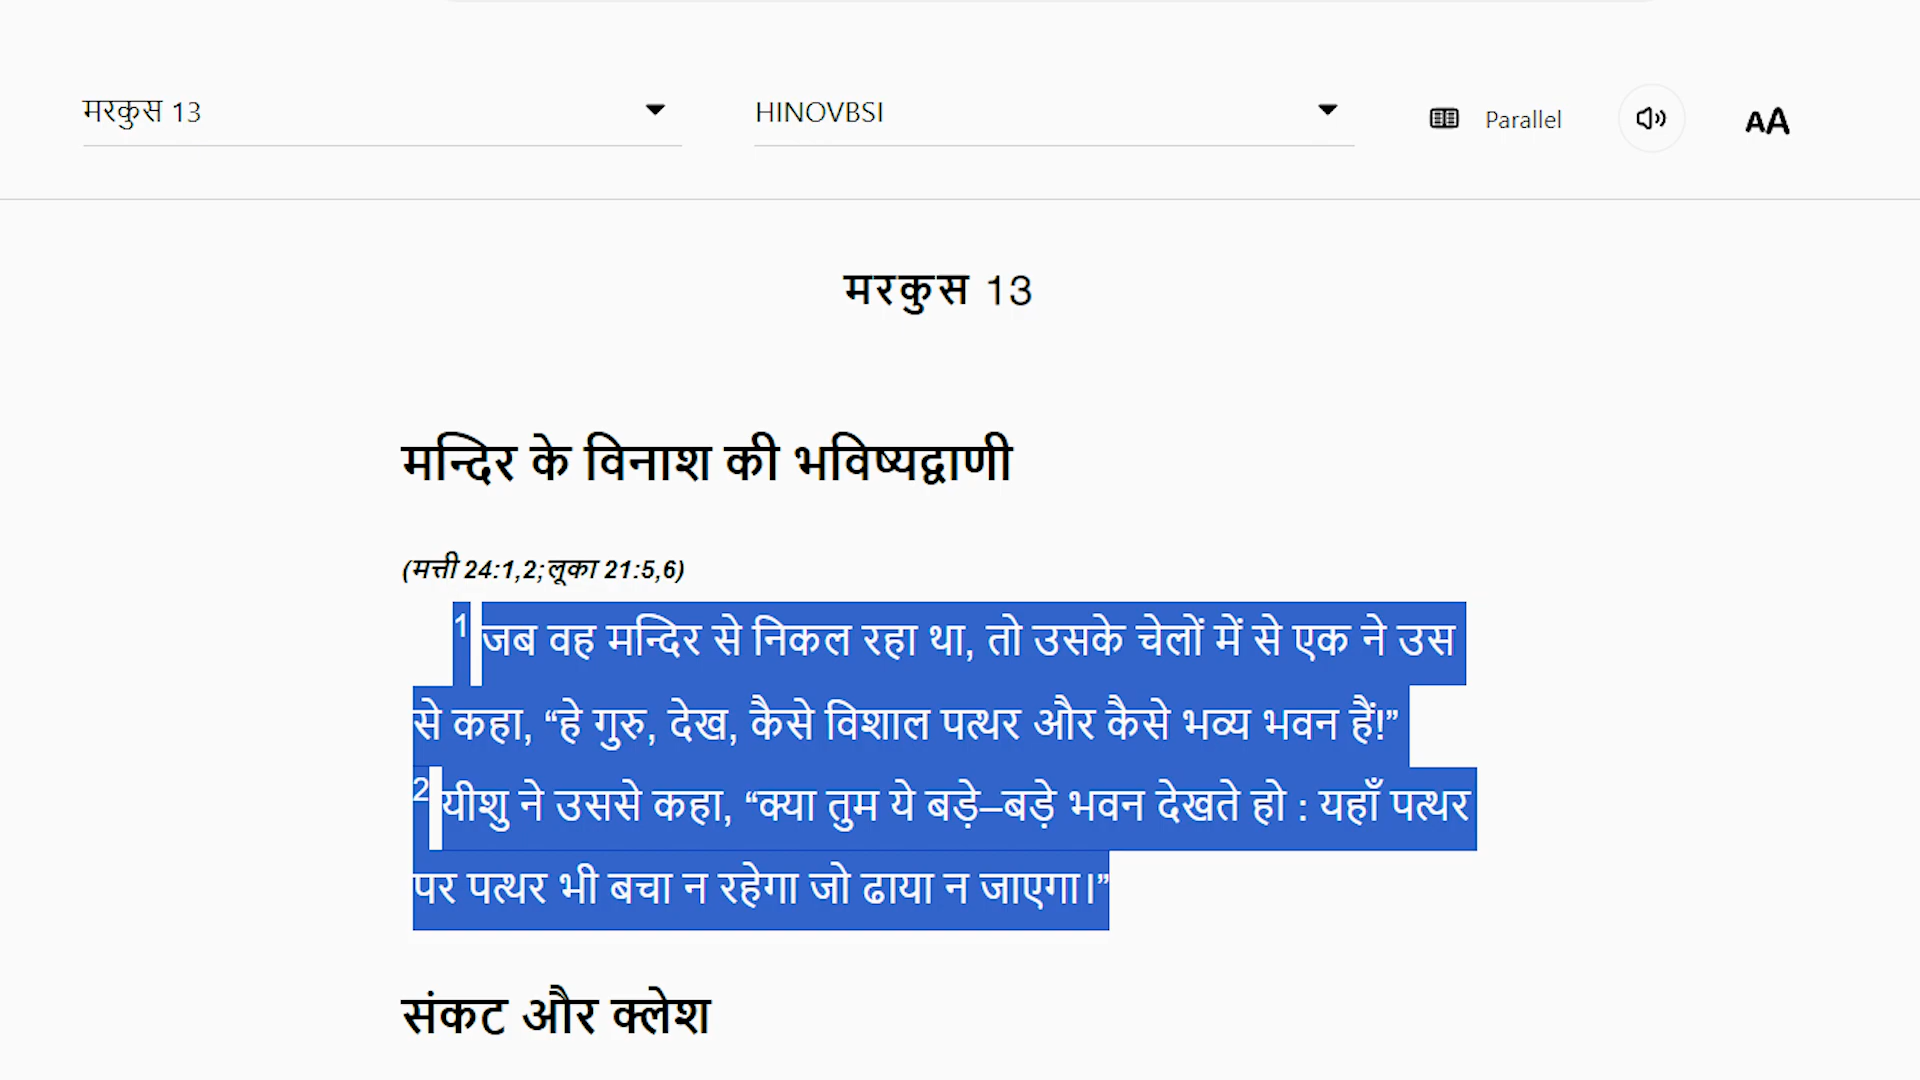 मरकुस 13
HINOVBSI
Parallel
AA
मरकुस 13
मन्दिर के विनाश की भविष्यद्वाणी
(मत्ती 24:1,2; लूका 21:5,6)
1 जब वह मन्दिर से निकल रहा था, तो उसके चेलों में से एक ने उस
से कहा, “हे गुरु, देख, कैसे विशाल पत्थर और कैसे भव्य भवन हैं!”
2 यीशु ने उससे कहा, “क्या तुम ये बड़े–बड़े भवन देखते हो : यहाँ पत्थर
पर पत्थर भी बचा न रहेगा जो ढाया न जाएगा।”
संकट और क्लेश